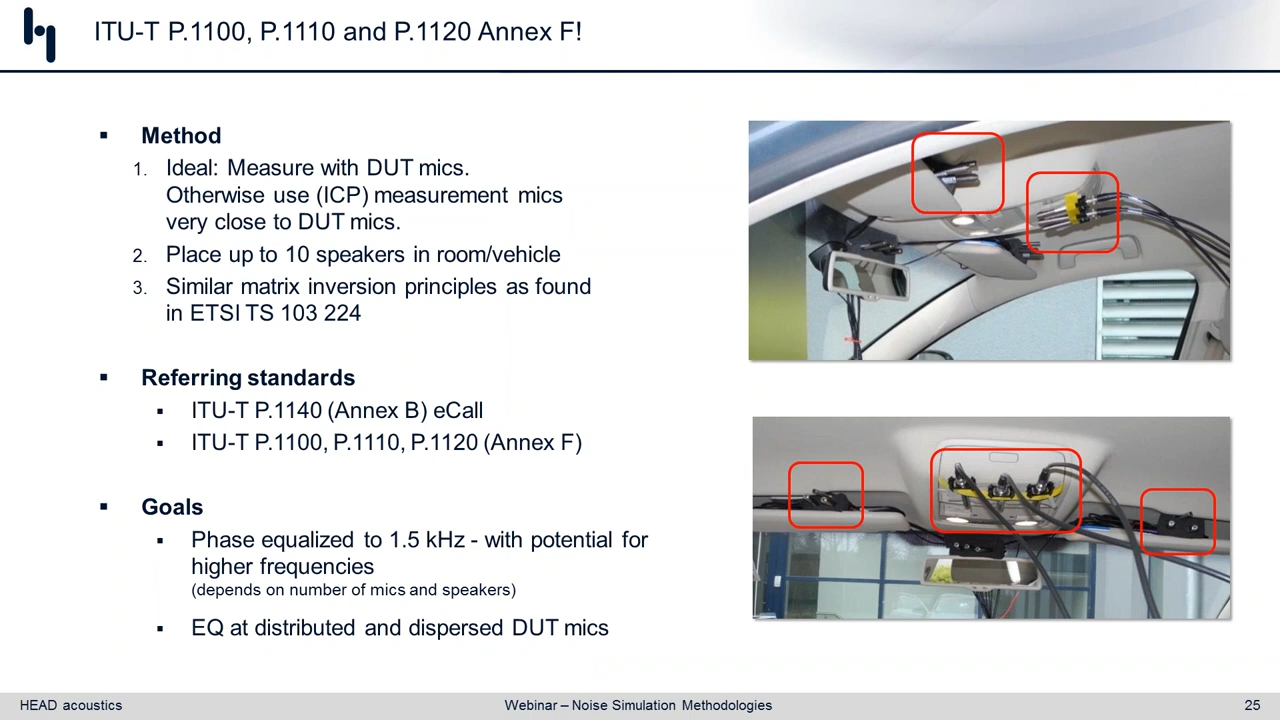 ITU-T P.1100, P.1110 and P.1120 Annex F!
▪ Method
1. Ideal: Measure with DUT mics.
Otherwise use (ICP) measurement mics
very close to DUT mics.
2. Place up to 10 speakers in room/vehicle
3. Similar matrix inversion principles as found
in ETSI TS 103 224
▪ Referring standards
▪ ITU-T P.1140 (Annex B) eCall
▪ ITU-T P.1100, P.1110, P.1120 (Annex F)
▪ Goals
▪ Phase equalized to 1.5 kHz - with potential for
higher frequencies
(depends on number of mics and speakers)
▪ EQ at distributed and dispersed DUT mics
HEAD acoustics
Webinar – Noise Simulation Methodologies
25